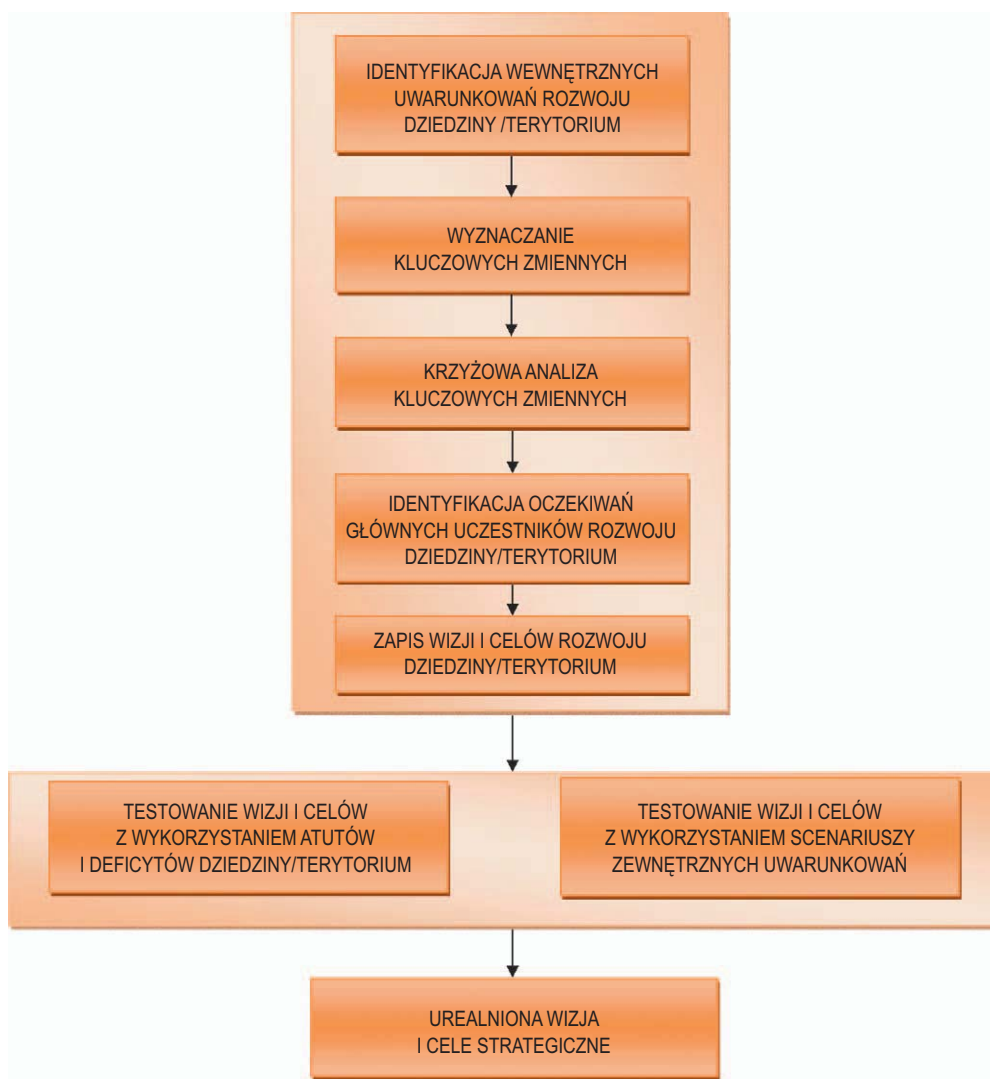 IDENTYFIKACJA WEWNĘTRZNYCH
UWARUNKOWAŃ ROZWOJU
DZIEDZINY /TERYTORIUM
WYZNACZANIE
KLUCZOWYCH ZMIENNYCH
KRZYŻOWA ANALIZA
KLUCZOWYCH ZMIENNYCH
IDENTYFIKACJA OCZEKIWAŃ
GŁÓWNYCH UCZESTNIKÓW ROZWOJU
DZIEDZINY/TERYTORIUM
ZAPIS WIZJI I CELÓW ROZWOJU
DZIEDZINY/TERYTORIUM
TESTOWANIE WIZJI I CELÓW
Z WYKORZYSTANIEM ATUTÓW
I DEFICYTÓW DZIEDZINY/TERYTORIUM
TESTOWANIE WIZJI I CELÓW
Z WYKORZYSTANIEM SCENARIUSZY
ZEWNĘTRZNYCH UWARUNKOWAŃ
UREALNIONA WIZJA
I CELE STRATEGICZNE